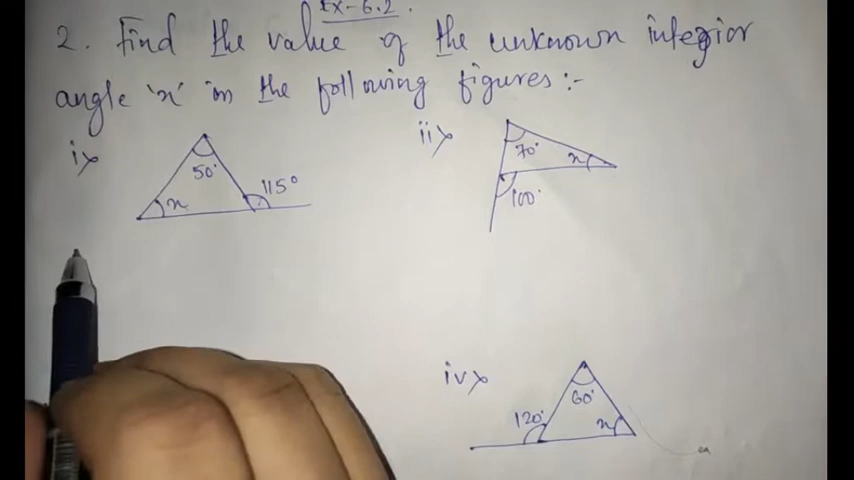 Ex-6.2.
2. Find the value of the unknown integior
angle 'x' in the following figures:-
i>
50°
115°
x
ii>
70°
x
100°
iv>
60°
120°
x